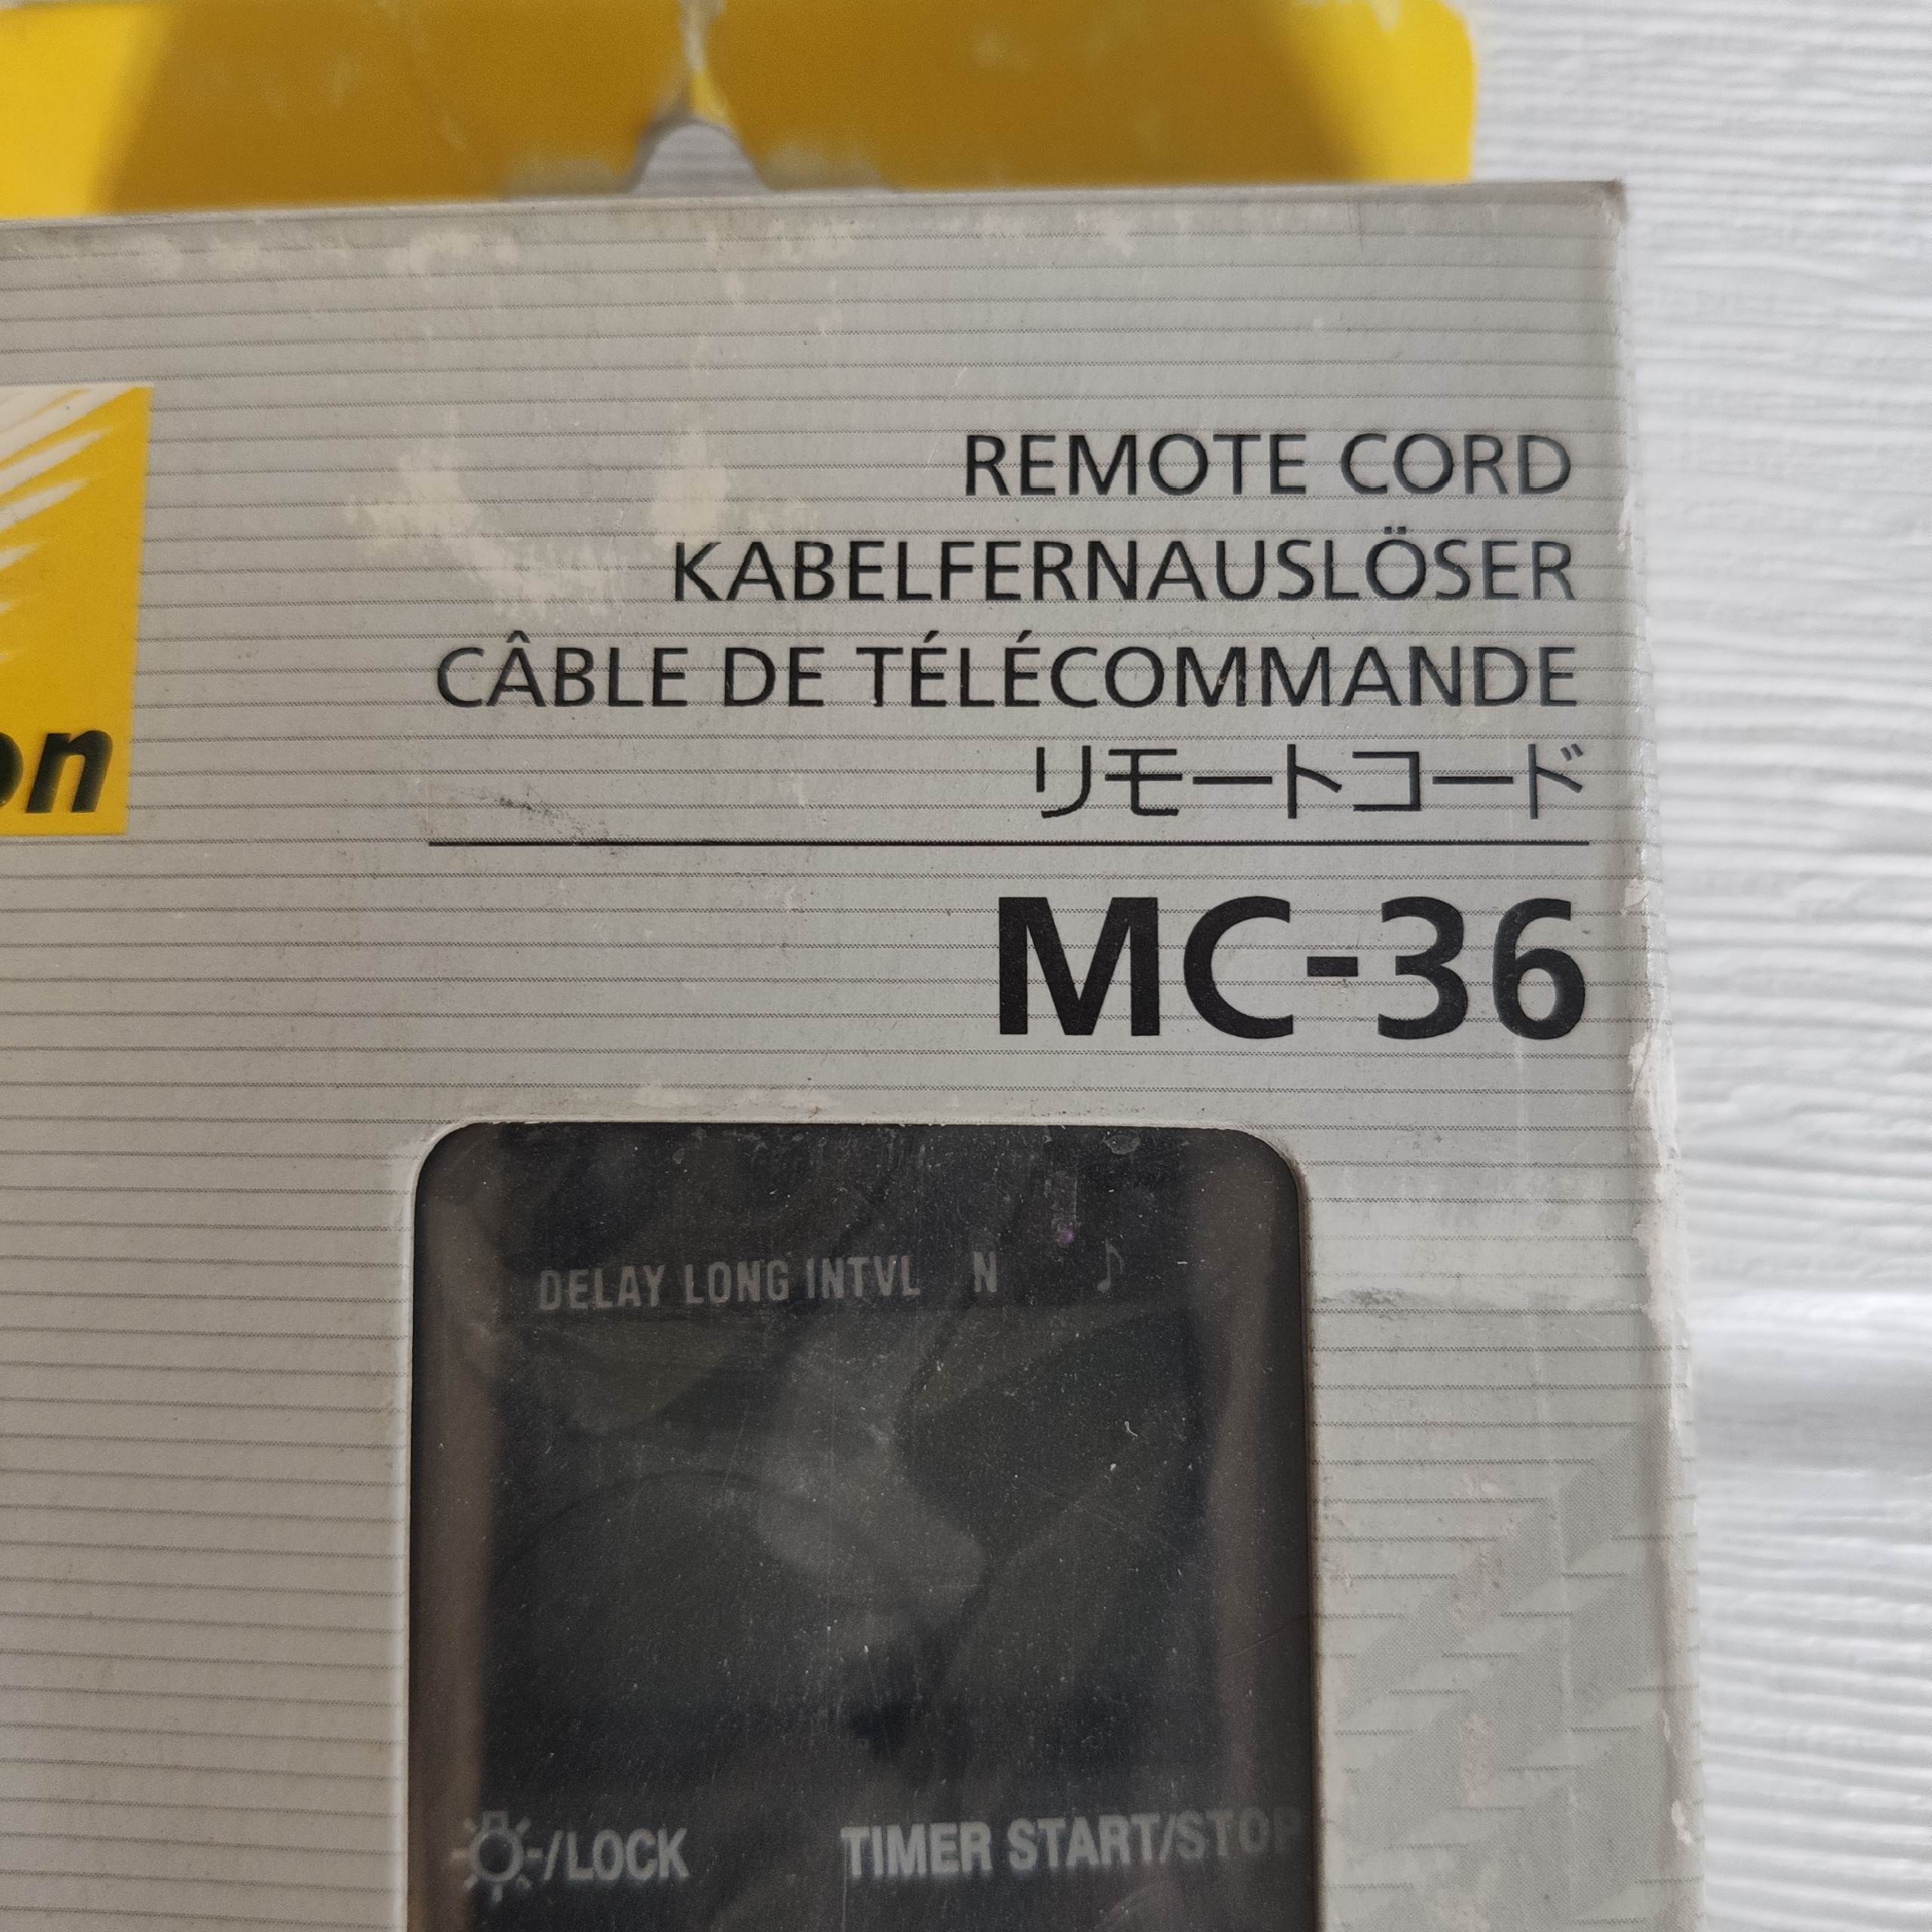 REMOTE CORD
KABELFERNAUSLÖSER
CÂBLE DE TÉLÉCOMMANDE
リモートコード
on
MC-36
DELAY LONG INTVL N ♪
/LOCK TIMER START/STOP